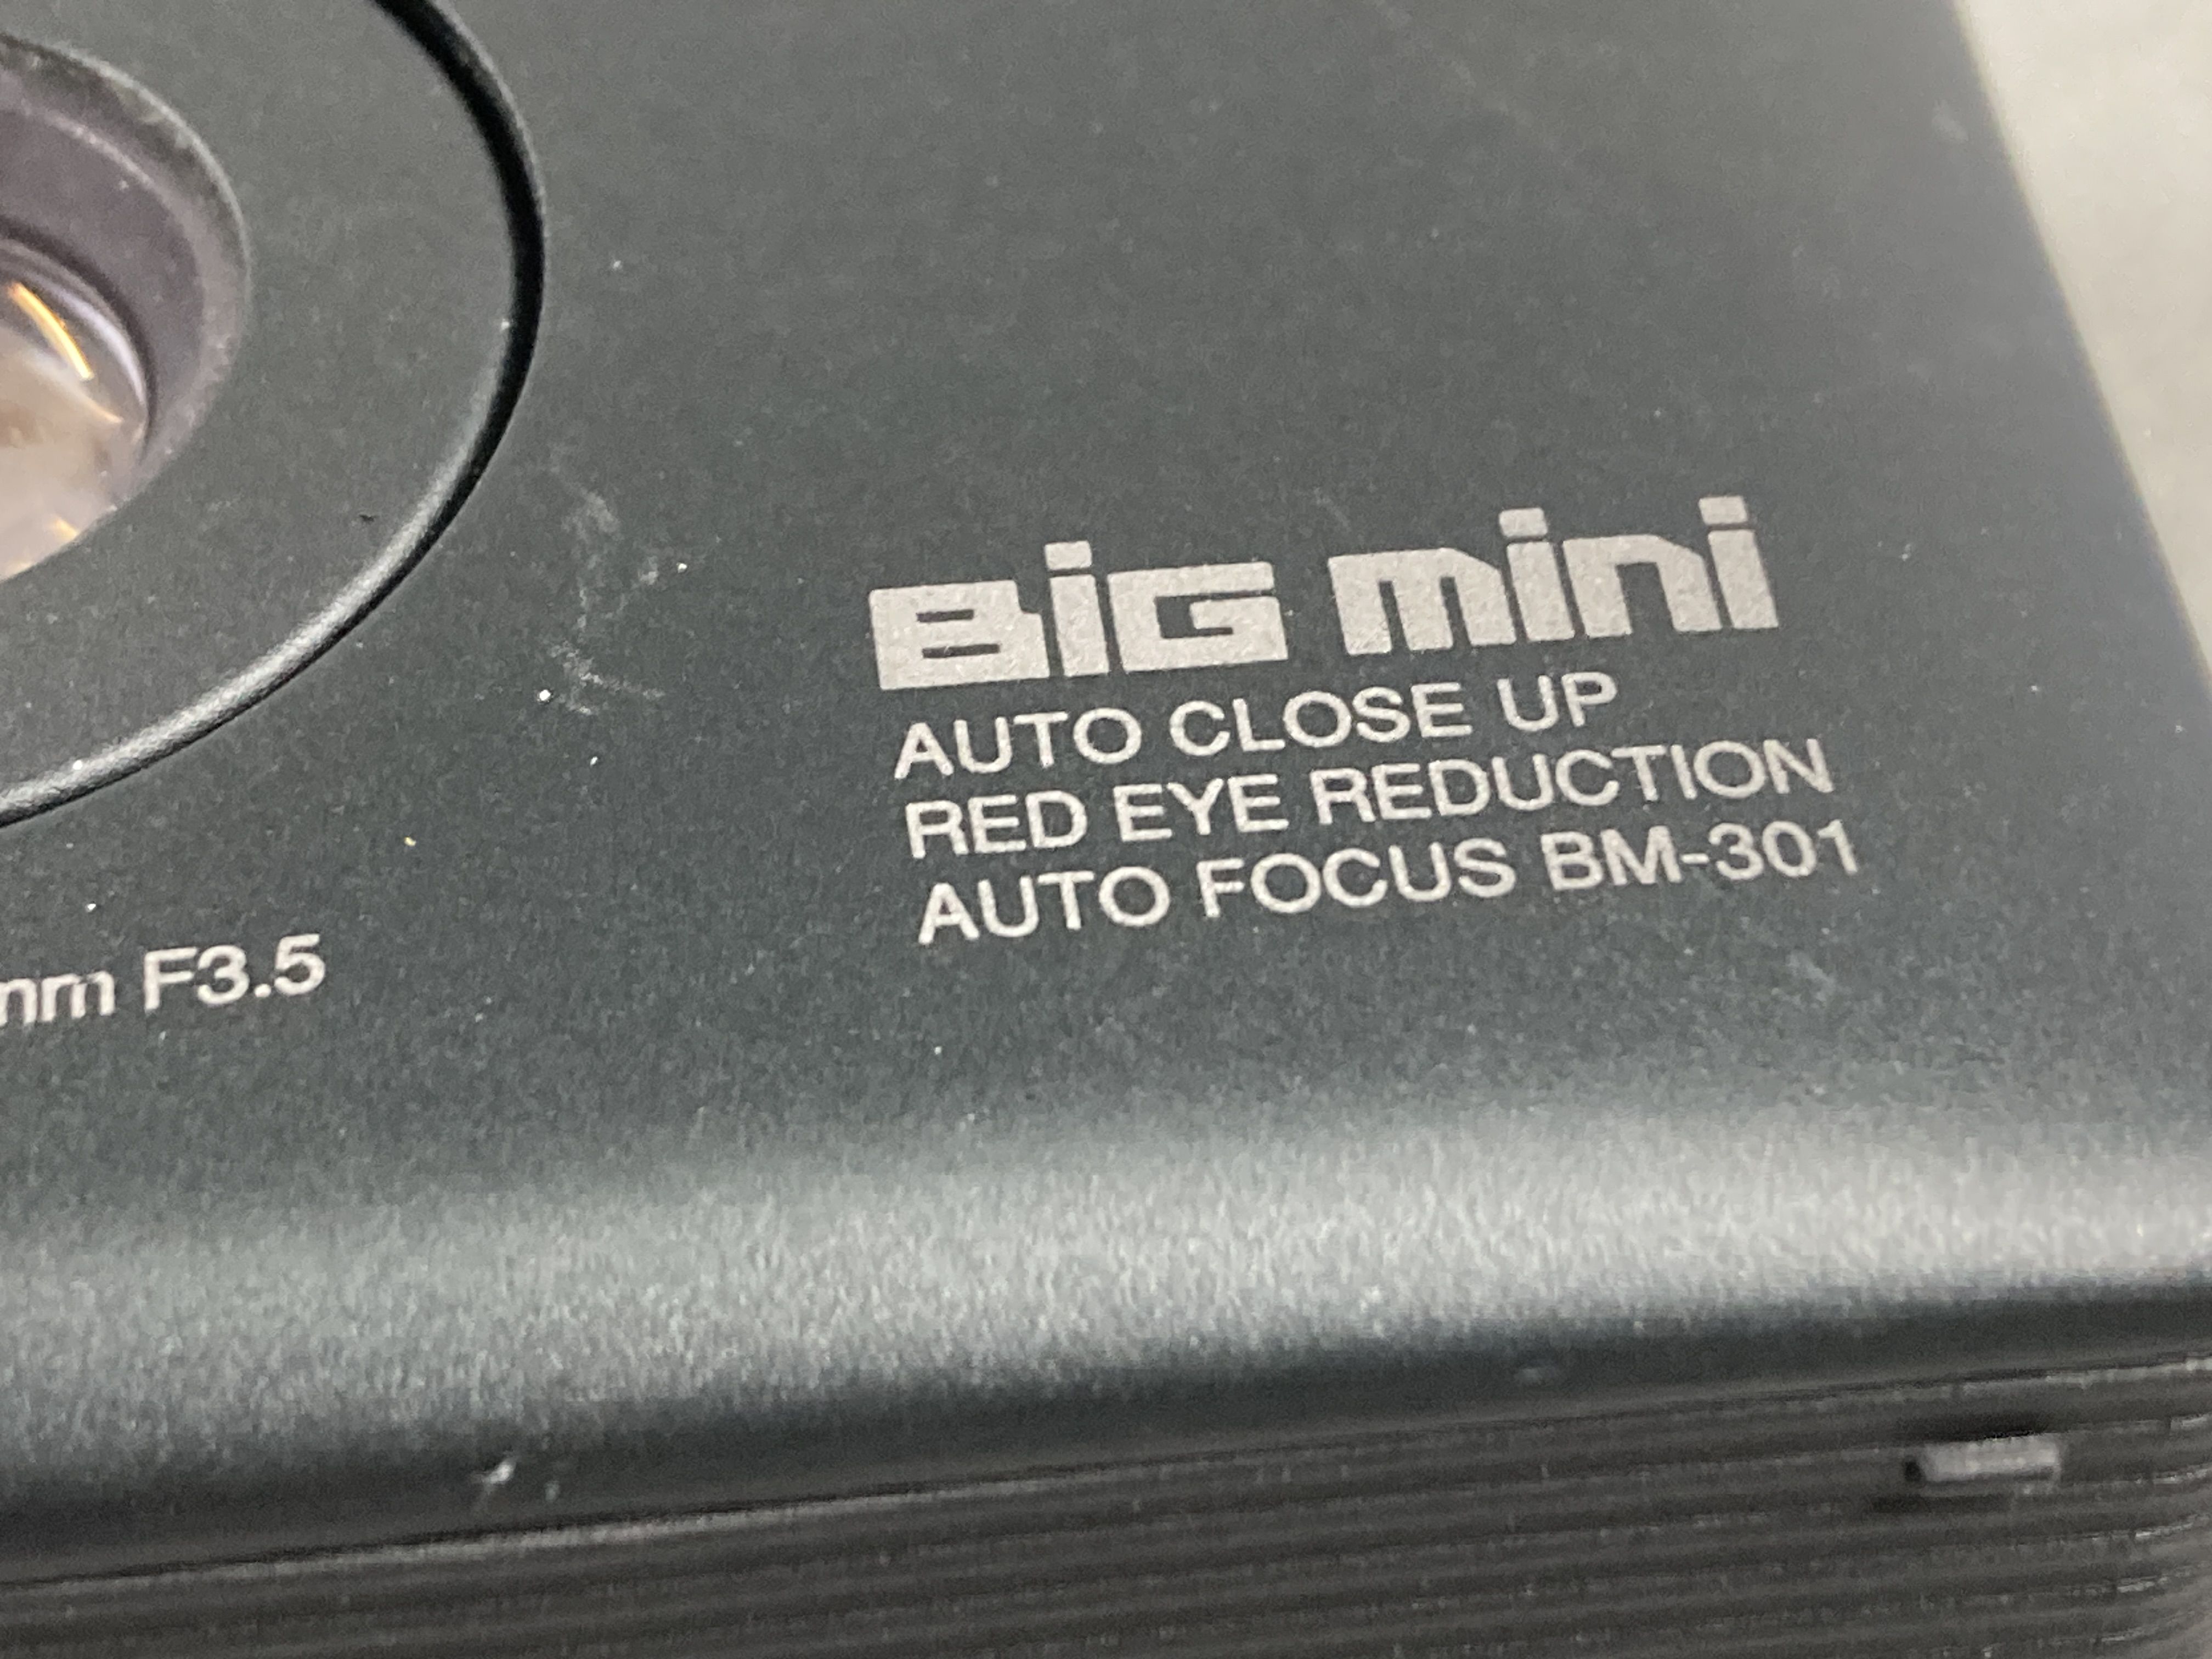 BiG mini
AUTO CLOSE UP
RED EYE REDUCTION
AUTO FOCUS BM-301
mm F3.5